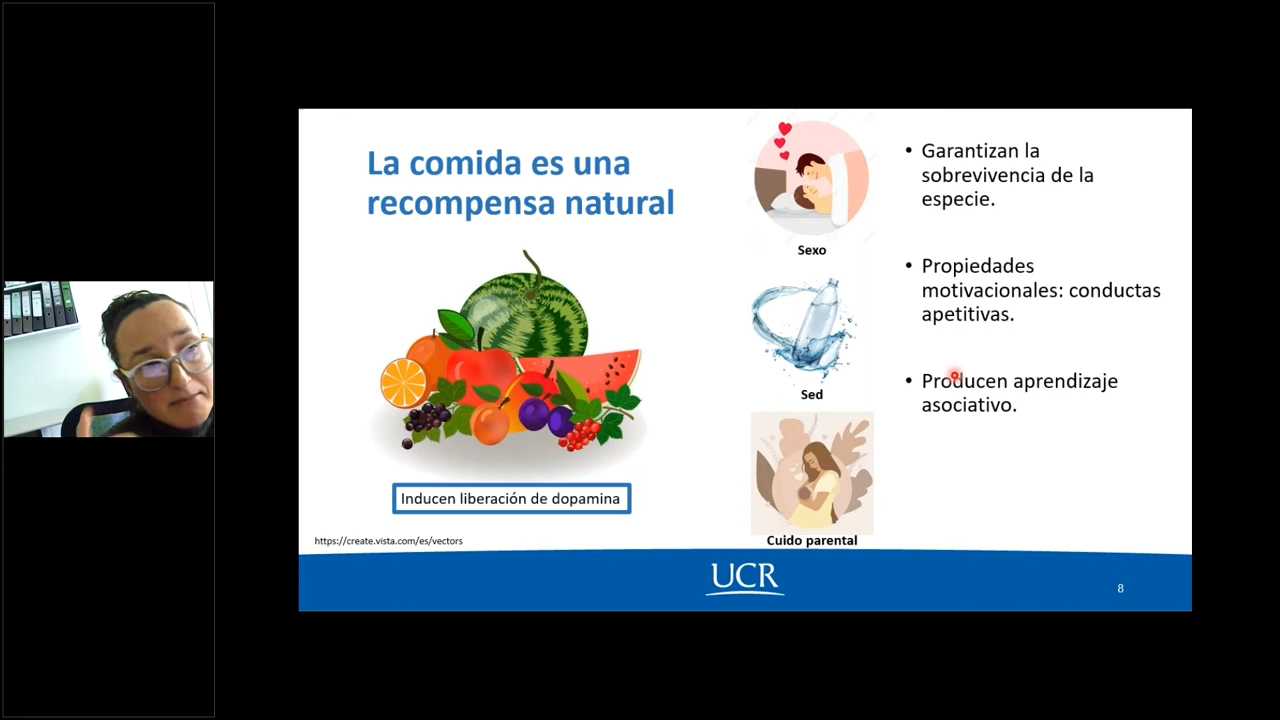 La comida es una
recompensa natural
Inducen liberación de dopamina
https://create.vista.com/es/vectors
Sexo
Sed
Cuido parental
• Garantizan la
sobrevivencia de la
especie.
• Propiedades
motivacionales: conductas
apetitivas.
• Producen aprendizaje
asociativo.
UCR
8